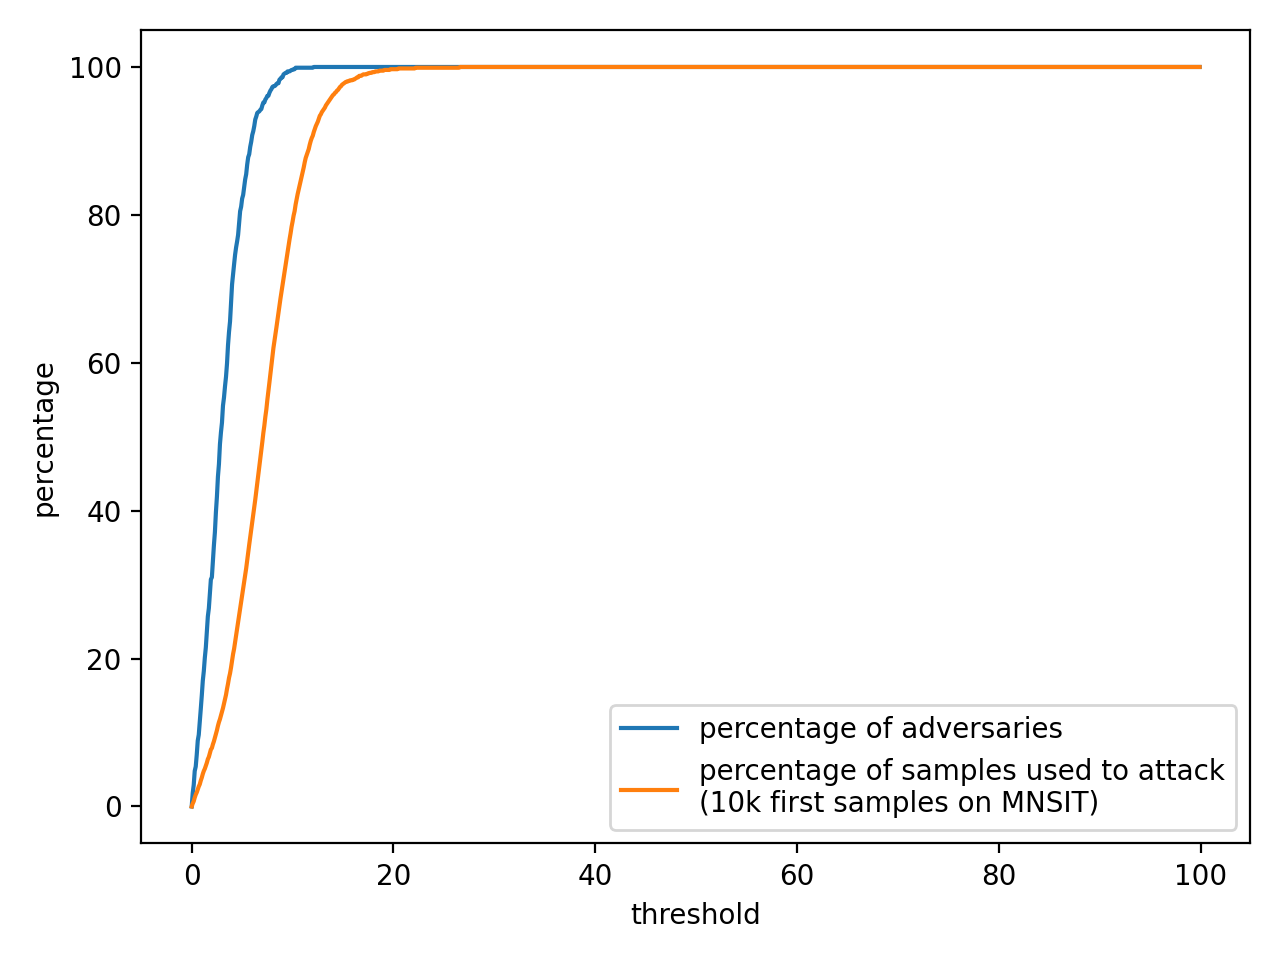 100
80
60
40
20
0
percentage
percentage of adversaries
percentage of samples used to attack
(10k first samples on MNSIT)
0 20 40 60 80 100
threshold